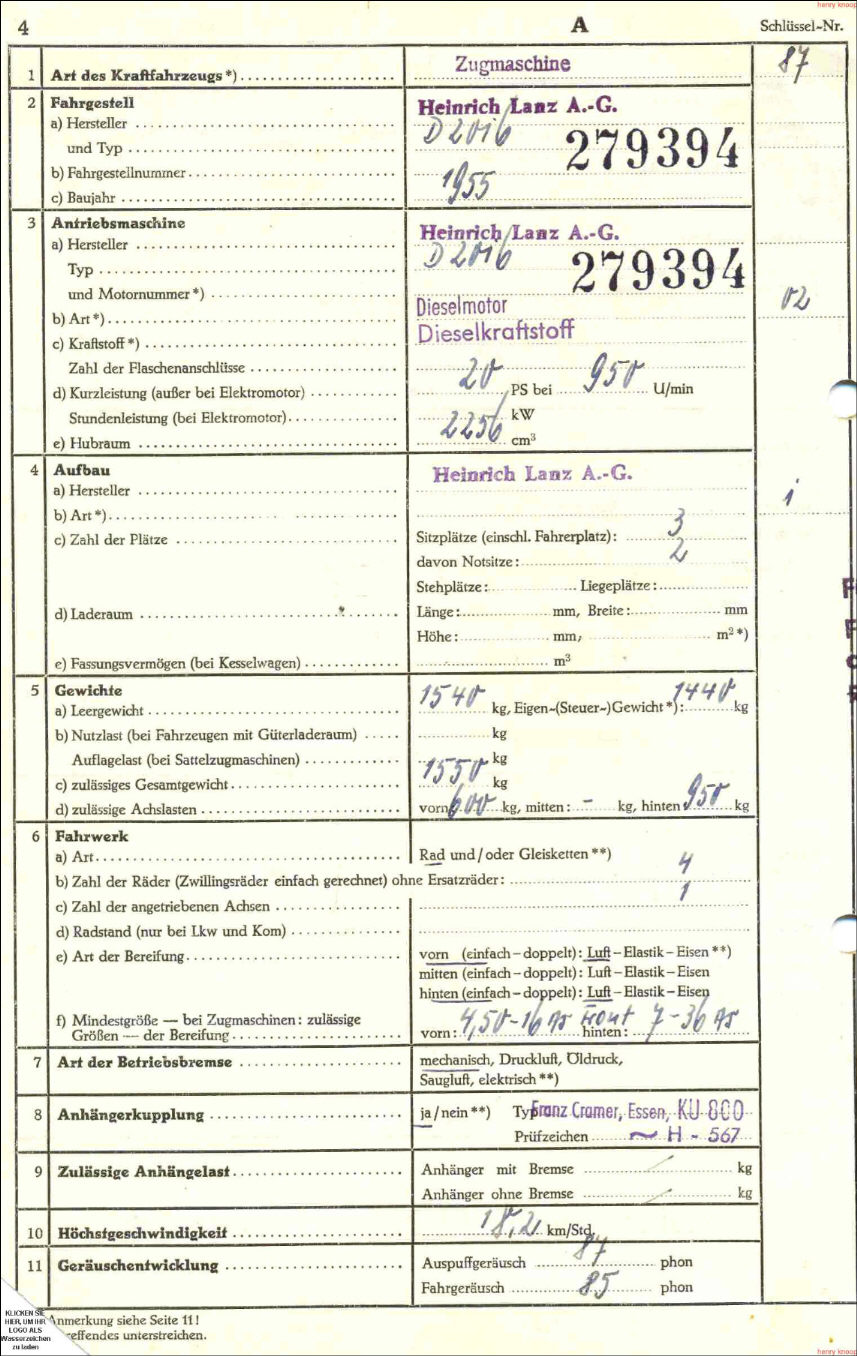 henry knoop
4 A Schlüssel-Nr.
1 Art des Kraftfahrzeugs *) Zugmaschine 87
2 Fahrgestell
a) Hersteller Heinrich Lanz A.-G.
und Typ D 2016
b) Fahrgestellnummer 279394
c) Baujahr 1955
3 Antriebsmaschine
a) Hersteller Heinrich Lanz A.-G.
Typ D 2016
und Motornummer *) 279394
b) Art *) Dieselmotor 02
c) Kraftstoff *) Dieselkraftstoff
Zahl der Flaschenanschlüsse
d) Kurzleistung (außer bei Elektromotor) 20 PS bei 950 U/min
Stundenleistung (bei Elektromotor) kW
e) Hubraum 2256 cm³
4 Aufbau
a) Hersteller Heinrich Lanz A.-G.
b) Art *) 1
c) Zahl der Plätze Sitzplätze (einschl. Fahrerplatz): 3
davon Notsitze: 2
Stehplätze: Liegeplätze:
d) Laderaum Länge: mm, Breite: mm
Höhe: mm, m² *)
e) Fassungsvermögen (bei Kesselwagen) m³
5 Gewichte
a) Leergewicht 1540 kg, Eigen-(Steuer-)Gewicht *): 1440 kg
b) Nutzlast (bei Fahrzeugen mit Güterladeraum) kg
Auflagelast (bei Sattelzugmaschinen) kg
c) zulässiges Gesamtgewicht 1550 kg
d) zulässige Achslasten vorn 600 kg, mitten: - kg, hinten 950 kg
6 Fahrwerk
a) Art Rad und/oder Gleisketten **)
b) Zahl der Räder (Zwillingsräder einfach gerechnet) ohne Ersatzräder: 4
c) Zahl der angetriebenen Achsen 1
d) Radstand (nur bei Lkw und Kom)
e) Art der Bereifung vorn (einfach – doppelt): Luft – Elastik – Eisen **)
mitten (einfach – doppelt): Luft – Elastik – Eisen
hinten (einfach – doppelt): Luft – Elastik – Eisen
f) Mindestgröße — bei Zugmaschinen: zulässige
Größen — der Bereifung vorn: 4,50-16 AS Front hinten: 7-36 AS
7 Art der Betriebsbremse mechanisch, Druckluft, Öldruck,
Saugluft, elektrisch **)
8 Anhängerkupplung ja / nein **) Typ Franz Cramer, Essen, KU 800
Prüfzeichen ~ H - 567
9 Zulässige Anhängelast Anhänger mit Bremse kg
Anhänger ohne Bremse kg
10 Höchstgeschwindigkeit 18,2 km/Std.
11 Geräuschentwicklung Auspuffgeräusch 87 phon
Fahrgeräusch 85 phon
Anmerkung siehe Seite 11!
effendes unterstreichen.
KLICKEN SIE
HIER, UM IHR
LOGO ALS
Wasserzeichen
zu laden
henry knoop